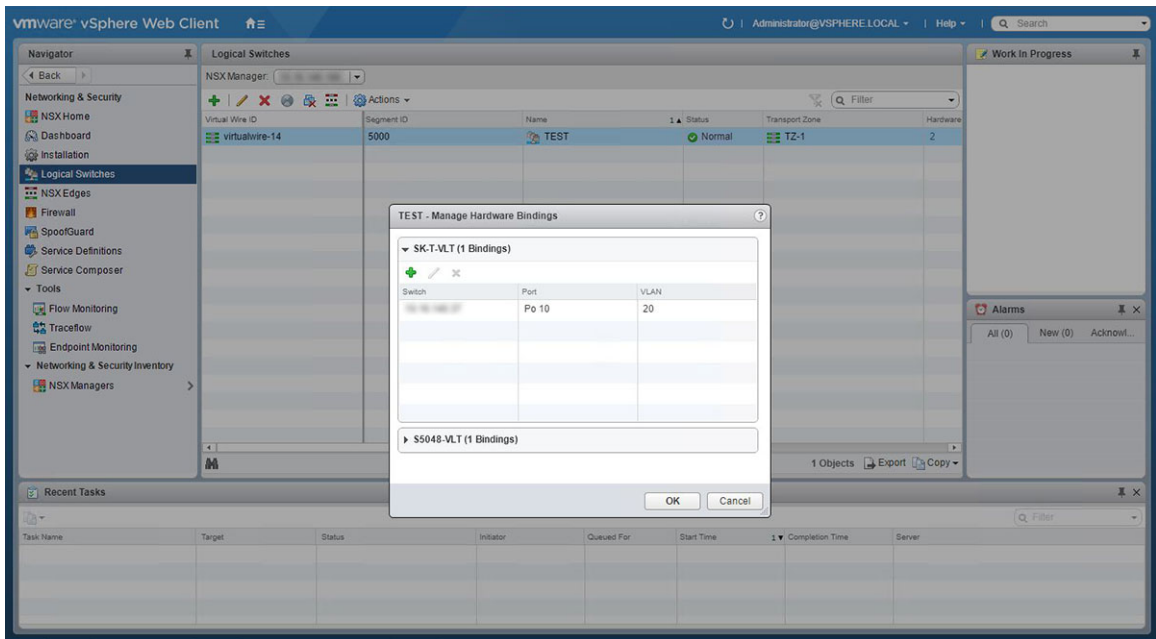 vmware® vSphere Web Client
Administrator@VSPHERE.LOCAL
Help
Search
Navigator
Back
Networking & Security
NSX Home
Dashboard
Installation
Logical Switches
NSX Edges
Firewall
SpoofGuard
Service Definitions
Service Composer
Tools
Flow Monitoring
Traceflow
Endpoint Monitoring
Networking & Security Inventory
NSX Managers
Logical Switches
NSX Manager:
Actions
Filter
Virtual Wire ID Segment ID Name 1 Status Transport Zone Hardware
virtualwire-14 5000 TEST Normal TZ-1 2
TEST - Manage Hardware Bindings ?
SK-T-VLT (1 Bindings)
Switch Port VLAN
Po 10 20
S5048-VLT (1 Bindings)
OK Cancel
1 Objects Export Copy
Work In Progress
Alarms
All (0) New (0) Acknowl...
Recent Tasks
Filter
Task Name Target Status Initiator Queued For Start Time 1 Completion Time Server